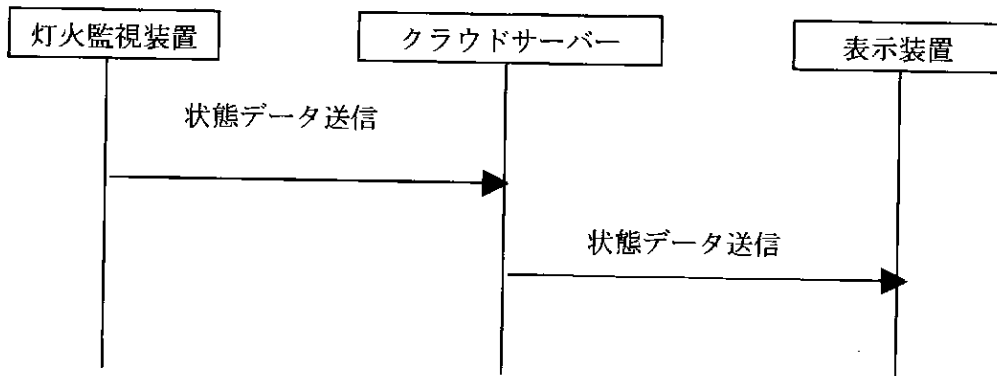 灯火監視装置
クラウドサーバー
表示装置
状態データ送信
状態データ送信